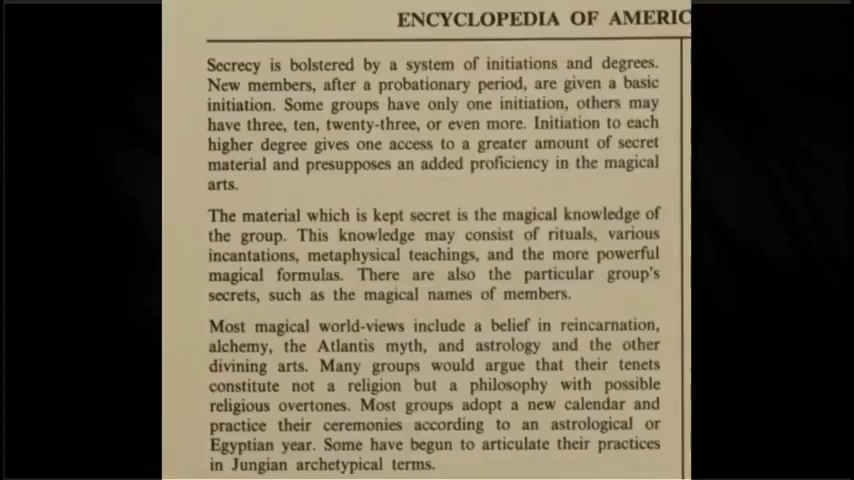 ENCYCLOPEDIA OF AMERIC
Secrecy is bolstered by a system of initiations and degrees.
New members, after a probationary period, are given a basic
initiation. Some groups have only one initiation, others may
have three, ten, twenty-three, or even more. Initiation to each
higher degree gives one access to a greater amount of secret
material and presupposes an added proficiency in the magical
arts.
The material which is kept secret is the magical knowledge of
the group. This knowledge may consist of rituals, various
incantations, metaphysical teachings, and the more powerful
magical formulas. There are also the particular group's
secrets, such as the magical names of members.
Most magical world-views include a belief in reincarnation,
alchemy, the Atlantis myth, and astrology and the other
divining arts. Many groups would argue that their tenets
constitute not a religion but a philosophy with possible
religious overtones. Most groups adopt a new calendar and
practice their ceremonies according to an astrological or
Egyptian year. Some have begun to articulate their practices
in Jungian archetypical terms.